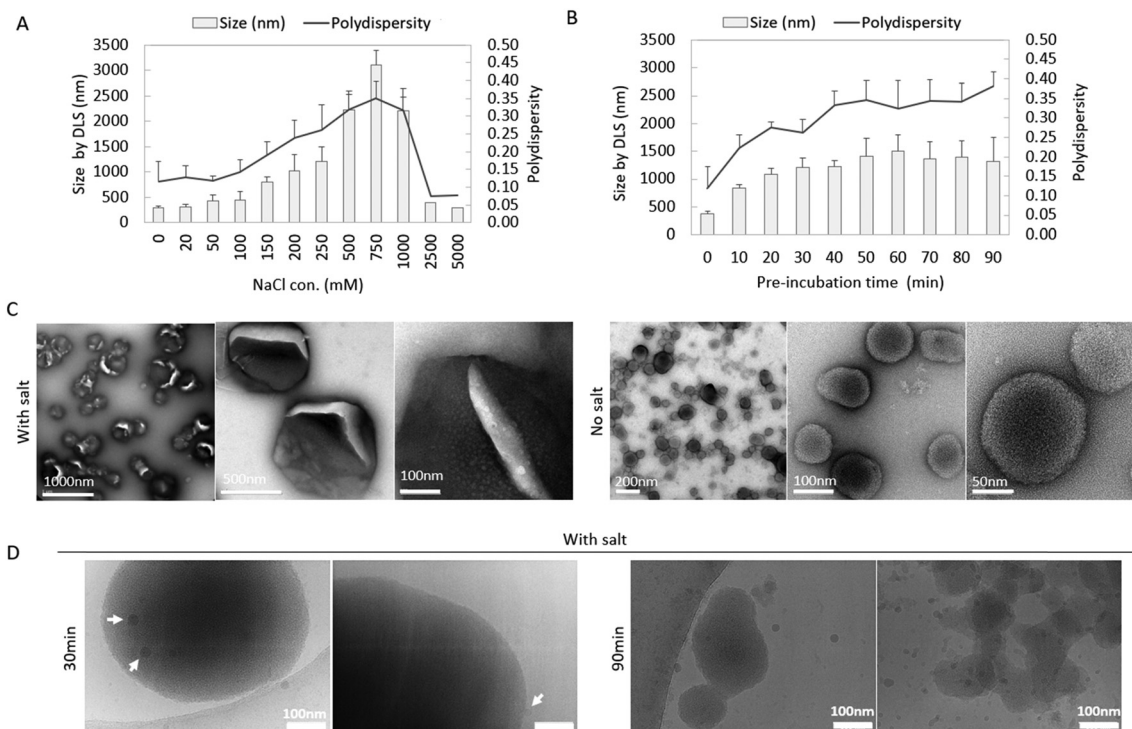 A
Size (nm) Polydispersity
3500
3000
2500
2000
1500
1000
500
0
Size by DLS (nm)
0.50
0.45
0.40
0.35
0.30
0.25
0.20
0.15
0.10
0.05
0.00
Polydispersity
0 20 50 100 150 200 250 500 750 1000 2500 5000
NaCl con. (mM)
B
Size (nm) Polydispersity
3500
3000
2500
2000
1500
1000
500
0
Size by DLS (nm)
0.50
0.45
0.40
0.35
0.30
0.25
0.20
0.15
0.10
0.05
0.00
Polydispersity
0 10 20 30 40 50 60 70 80 90
Pre-incubation time (min)
C
With salt
1000nm
500nm
100nm
No salt
200nm
100nm
50nm
D
With salt
30min
100nm
90min
100nm
100nm